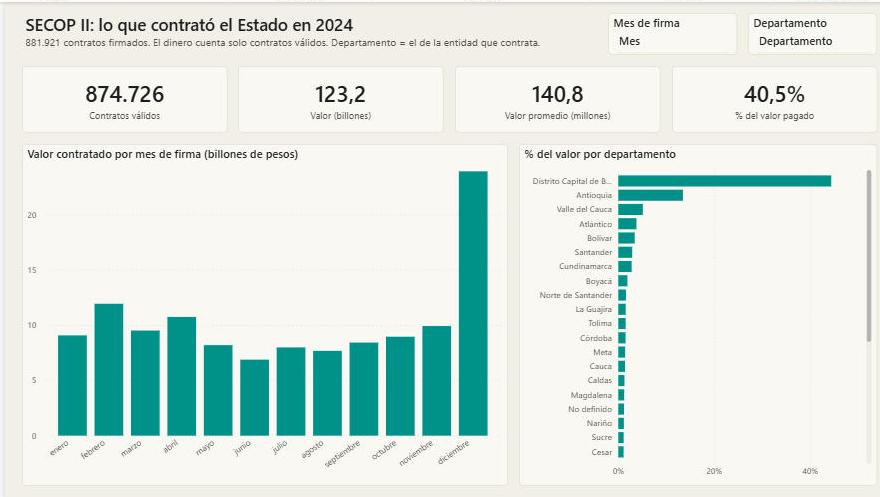 SECOP II: lo que contrató el Estado en 2024
881.921 contratos firmados. El dinero cuenta solo contratos válidos. Departamento = el de la entidad que contrata.
Mes de firma
Mes
Departamento
Departamento
874.726
Contratos válidos
123,2
Valor (billones)
140,8
Valor promedio (millones)
40,5%
% del valor pagado
Valor contratado por mes de firma (billones de pesos)
20
15
10
5
0
enero
febrero
marzo
abril
mayo
junio
julio
agosto
septiembre
octubre
noviembre
diciembre
% del valor por departamento
Distrito Capital de B...
Antioquia
Valle del Cauca
Atlántico
Bolívar
Santander
Cundinamarca
Boyacá
Norte de Santander
La Guajira
Tolima
Córdoba
Meta
Cauca
Caldas
Magdalena
No definido
Nariño
Sucre
Cesar
0%
20%
40%